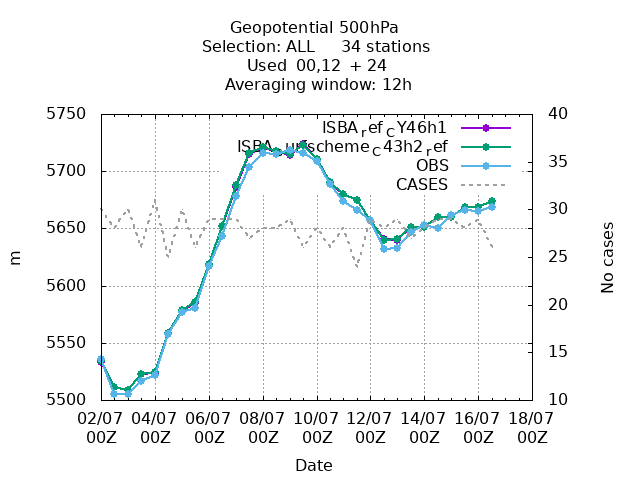 Geopotential 500hPa
Selection: ALL 34 stations
Used 00,12 + 24
Averaging window: 12h
5750
5700
5650
5600
5550
5500
m
40
35
30
25
20
15
10
No cases
ISBA_ref_CY46h1
43h2_ref
OBS
CASES
02/07 04/07 06/07 08/07 10/07 12/07 14/07 16/07 18/07
00Z 00Z 00Z 00Z 00Z 00Z 00Z 00Z 00Z
Date